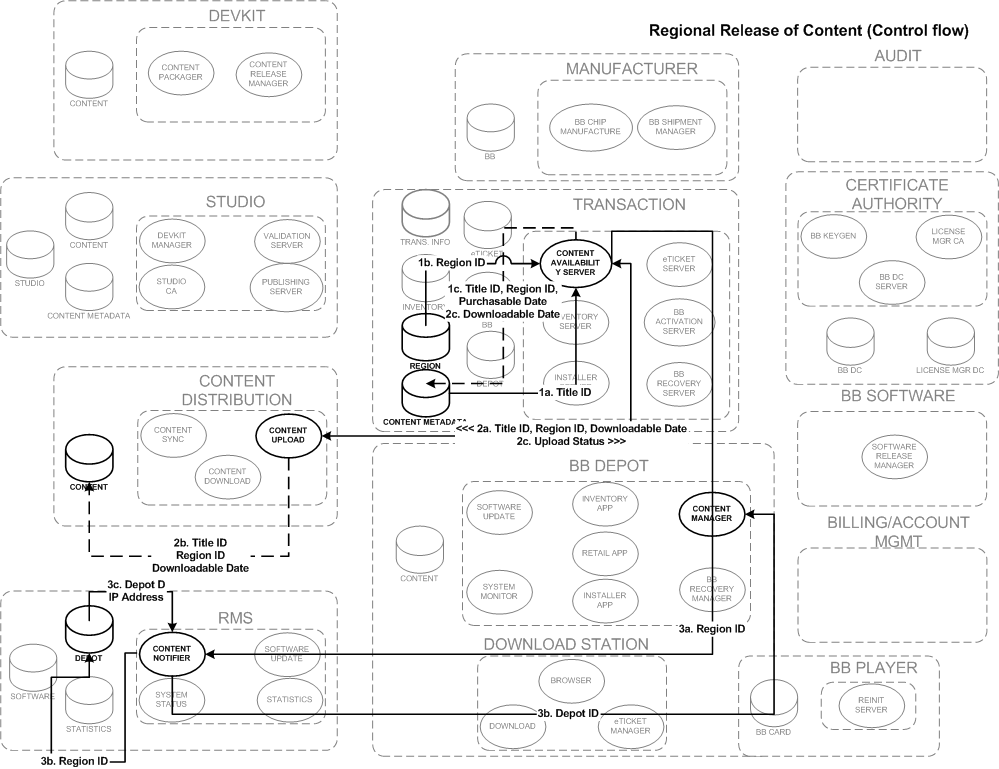 Regional Release of Content (Control flow)
DEVKIT
CONTENT
PACKAGER
CONTENT
RELEASE
MANAGER
CONTENT
MANUFACTURER
BB CHIP
MANUFACTURE
BB SHIPMENT
MANAGER
BB
AUDIT
STUDIO
CONTENT
DEVKIT
MANAGER
VALIDATION
SERVER
STUDIO
CA
PUBLISHING
SERVER
STUDIO
CONTENT METADATA
TRANSACTION
TRANS. INFO
eTICKET
CONTENT
AVAILABILIT
Y SERVER
eTICKET
SERVER
1b. Region ID
1c. Title ID, Region ID,
Purchasable Date
2c. Downloadable Date
INVENTORY
BB
INVENTORY
SERVER
BB
ACTIVATION
SERVER
REGION
DEPOT
INSTALLER
BB
RECOVERY
SERVER
1a. Title ID
CONTENT METADATA
<<< 2a. Title ID, Region ID, Downloadable Date
2c. Upload Status >>>
CERTIFICATE
AUTHORITY
BB KEYGEN
LICENSE
MGR CA
BB DC
SERVER
BB DC
LICENSE MGR DC
CONTENT
DISTRIBUTION
CONTENT
SYNC
CONTENT
UPLOAD
CONTENT
DOWNLOAD
CONTENT
2b. Title ID
Region ID
Downloadable Date
BB DEPOT
SOFTWARE
UPDATE
INVENTORY
APP
CONTENT
MANAGER
RETAIL APP
CONTENT
SYSTEM
MONITOR
INSTALLER
APP
BB
RECOVERY
MANAGER
3a. Region ID
BB SOFTWARE
SOFTWARE
RELEASE
MANAGER
BILLING/ACCOUNT
MGMT
3c. Depot D
IP Address
RMS
DEPOT
CONTENT
NOTIFIER
SOFTWARE
UPDATE
SOFTWARE
SYSTEM
STATUS
STATISTICS
STATISTICS
3b. Region ID
DOWNLOAD STATION
BROWSER
3b. Depot ID
DOWNLOAD
eTICKET
MANAGER
BB PLAYER
REINIT
SERVER
BB CARD